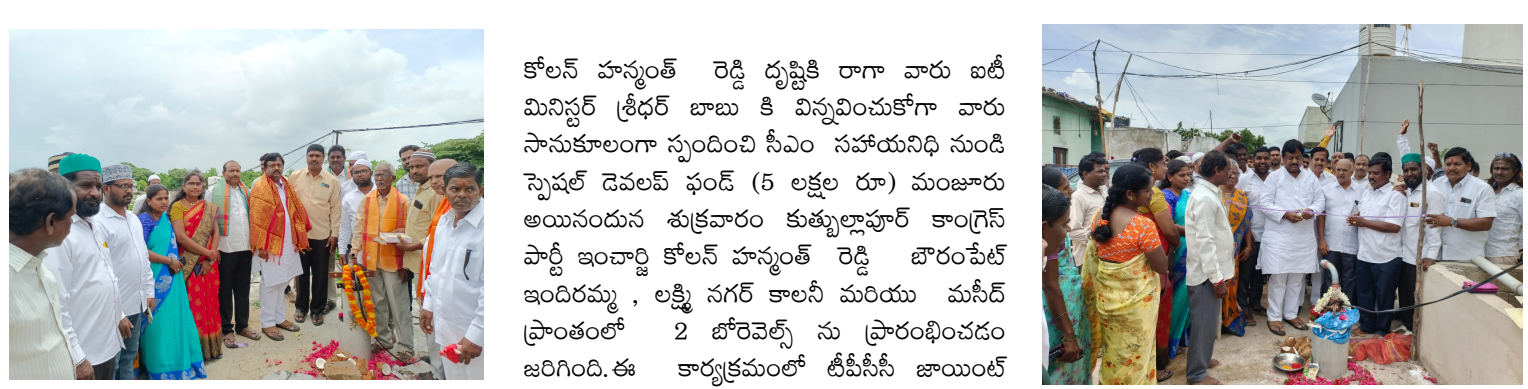 కోలన్ హన్మంత్ రెడ్డి దృష్టికి రాగా వారు ఐటీ
మినిస్టర్ శ్రీధర్ బాబు కి విన్నవించుకోగా వారు
సానుకూలంగా స్పందించి సీఎం సహాయనిధి నుండి
స్పెషల్ డెవలప్ ఫండ్ (5 లక్షల రూ) మంజూరు
అయినందున శుక్రవారం కుత్బుల్లాపూర్ కాంగ్రెస్
పార్టీ ఇంచార్జి కోలన్ హన్మంత్ రెడ్డి బౌరంపేట్
ఇందిరమ్మ , లక్ష్మి నగర్ కాలనీ మరియు మసీద్
ప్రాంతంలో 2 బోరెవెల్స్ ను ప్రారంభించడం
జరిగింది.ఈ కార్యక్రమంలో టీపీసీసీ జాయింట్